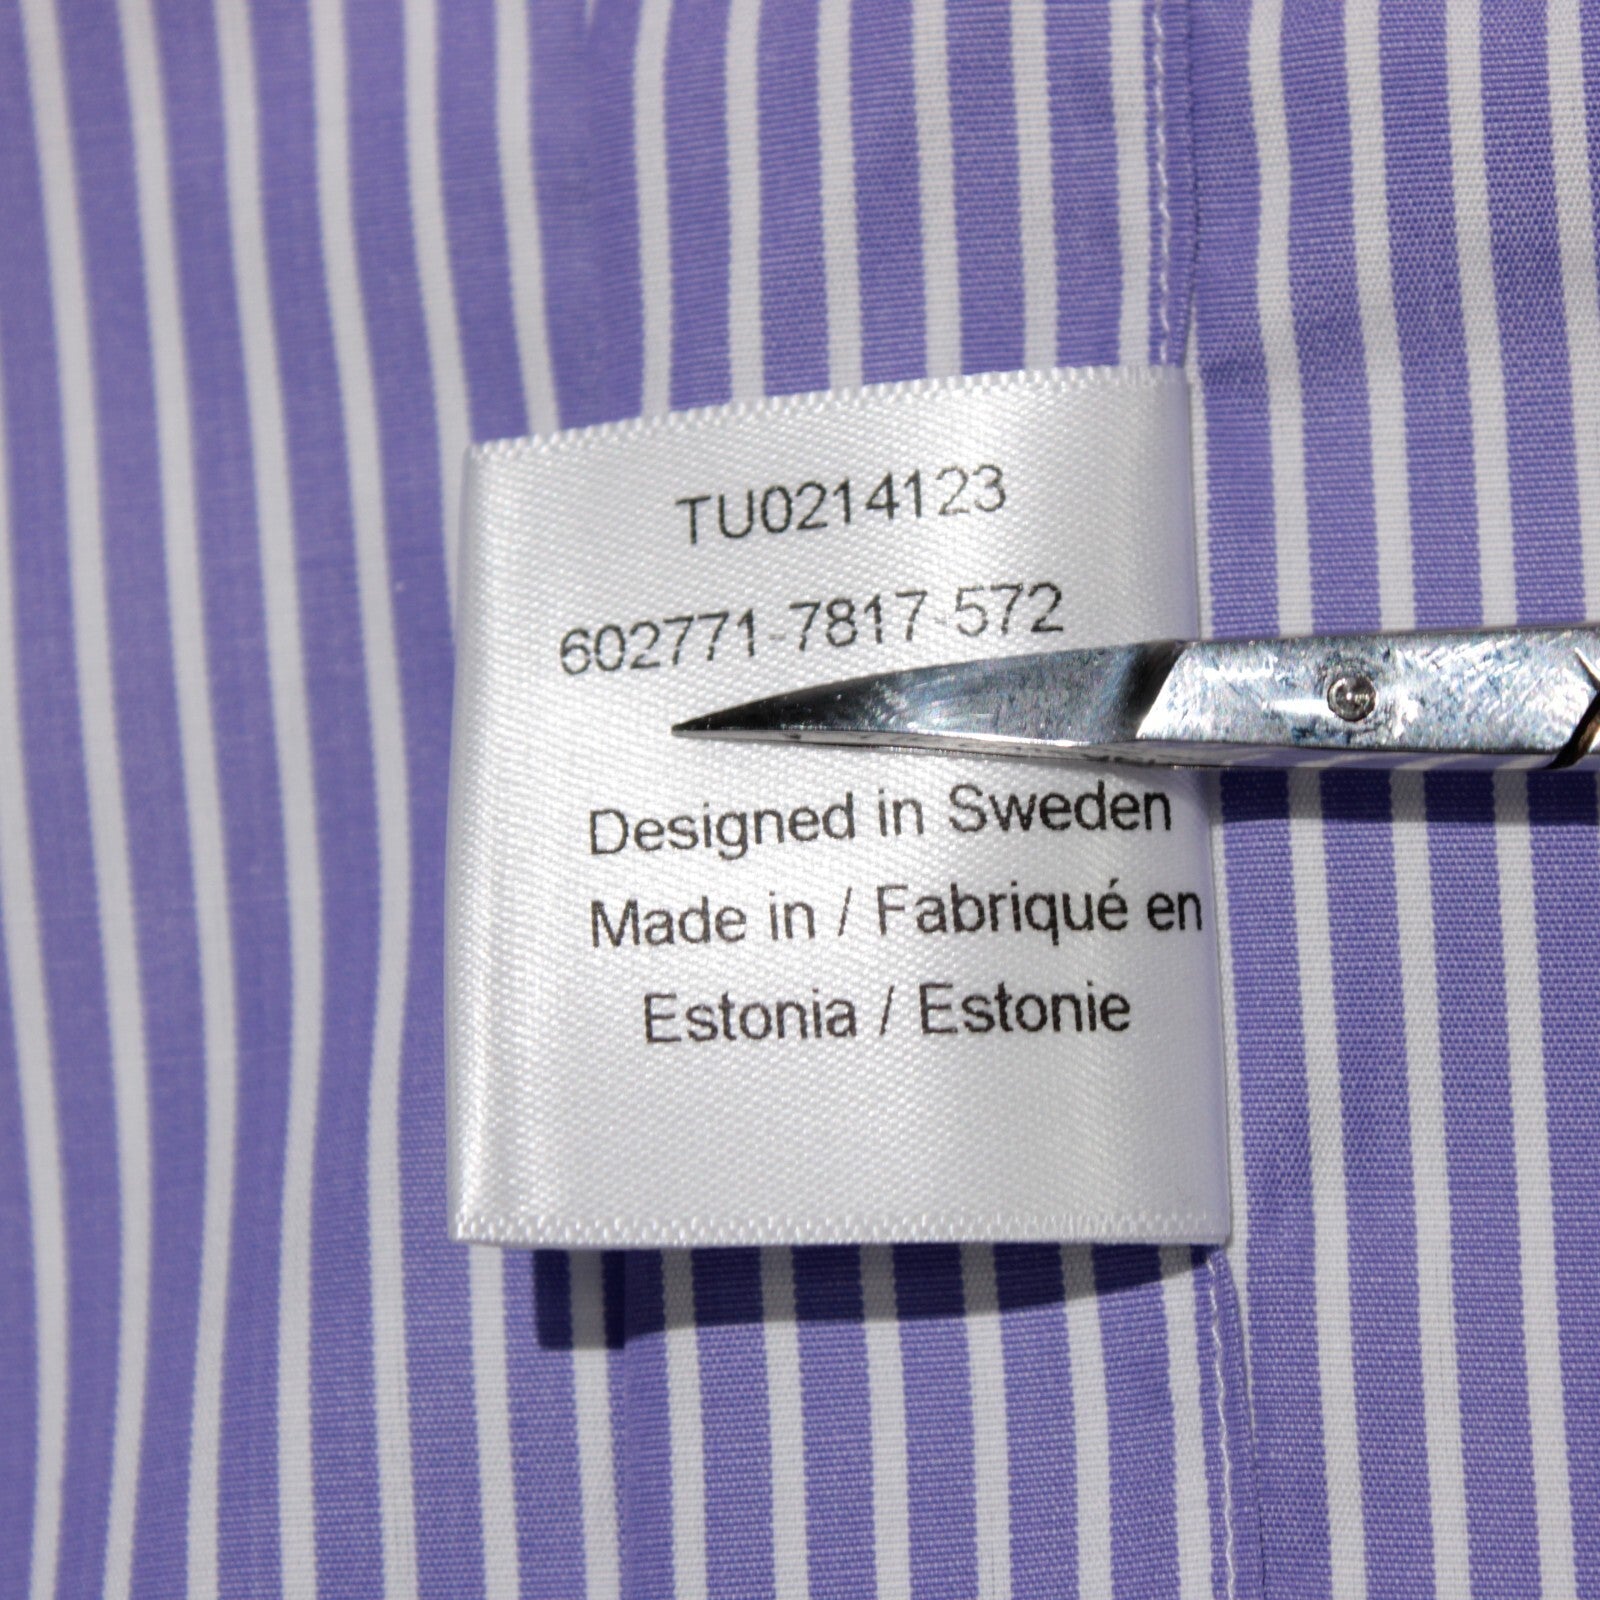 TU0214123
602771-7817-572
Designed in Sweden
Made in / Fabriqué en
Estonia / Estonie